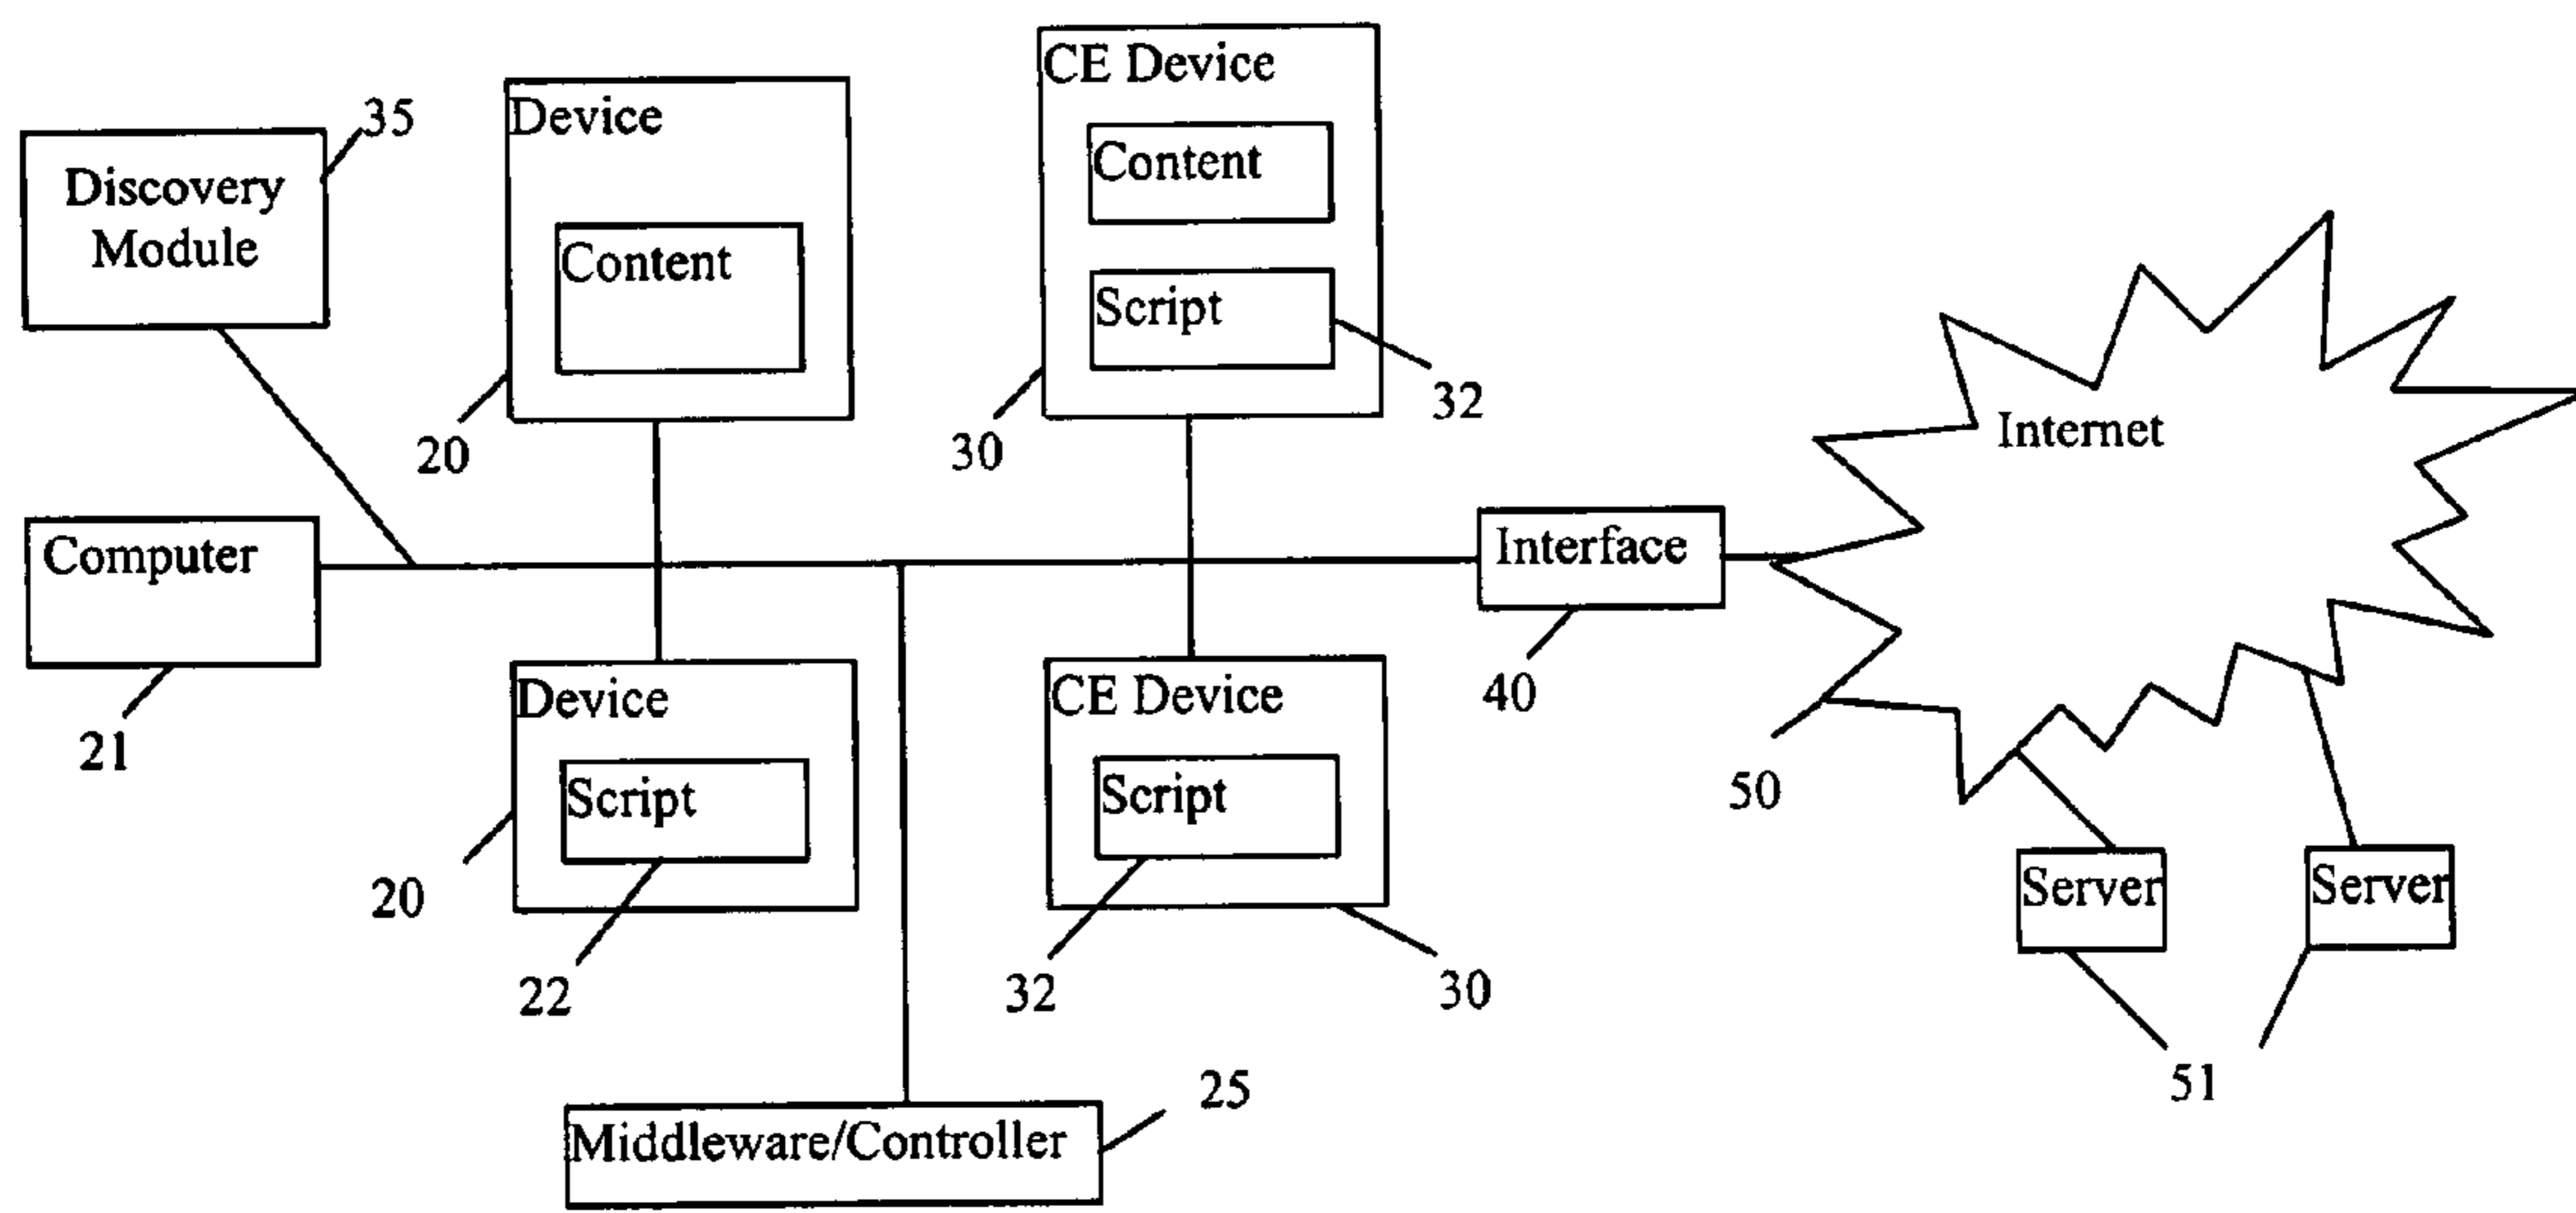 CE Device
Device
35
Content
Discovery
Module
Content
Script
32
20
30
Internet
Computer
Interface
21
Device
CE Device
40
Script
Script
50
20
Server
Server
22
32
30
51
25
Middleware/Controller